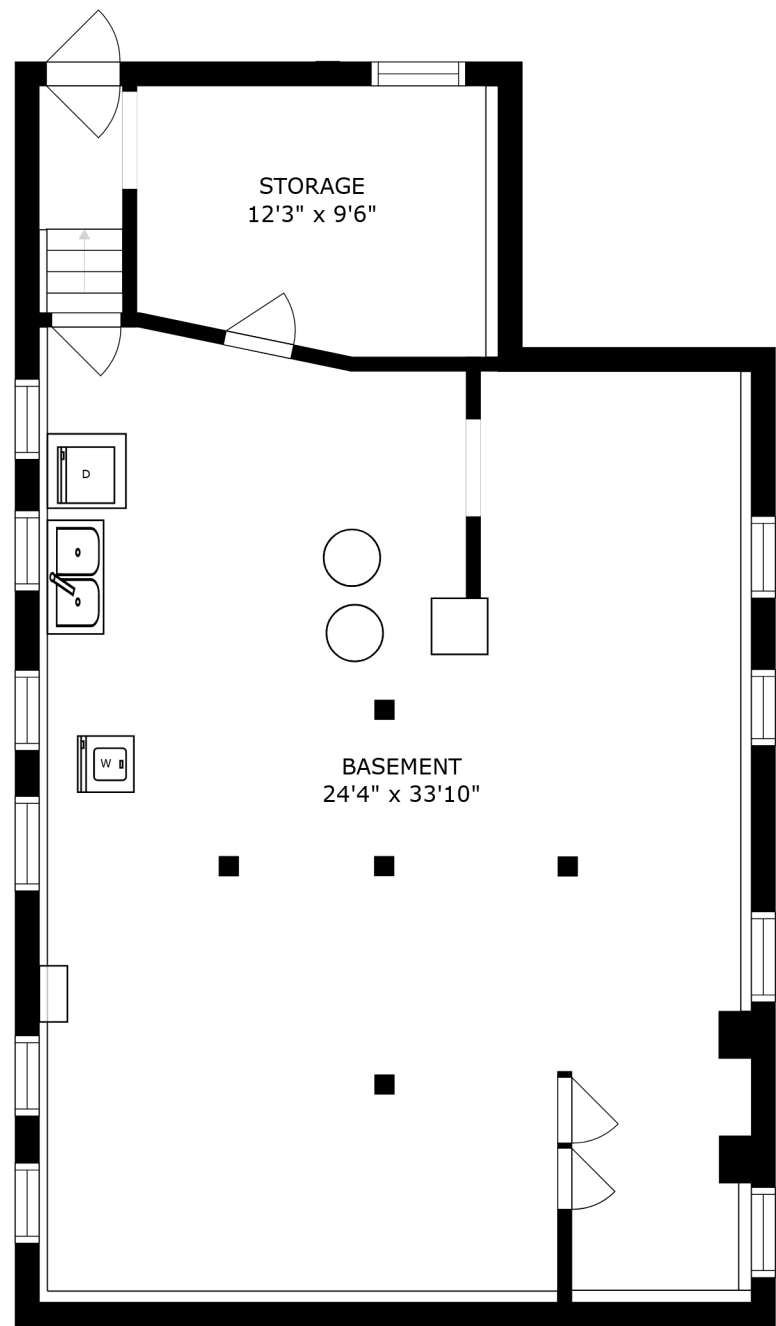 STORAGE
12'3" x 9'6"
D
W
BASEMENT
24'4" x 33'10"